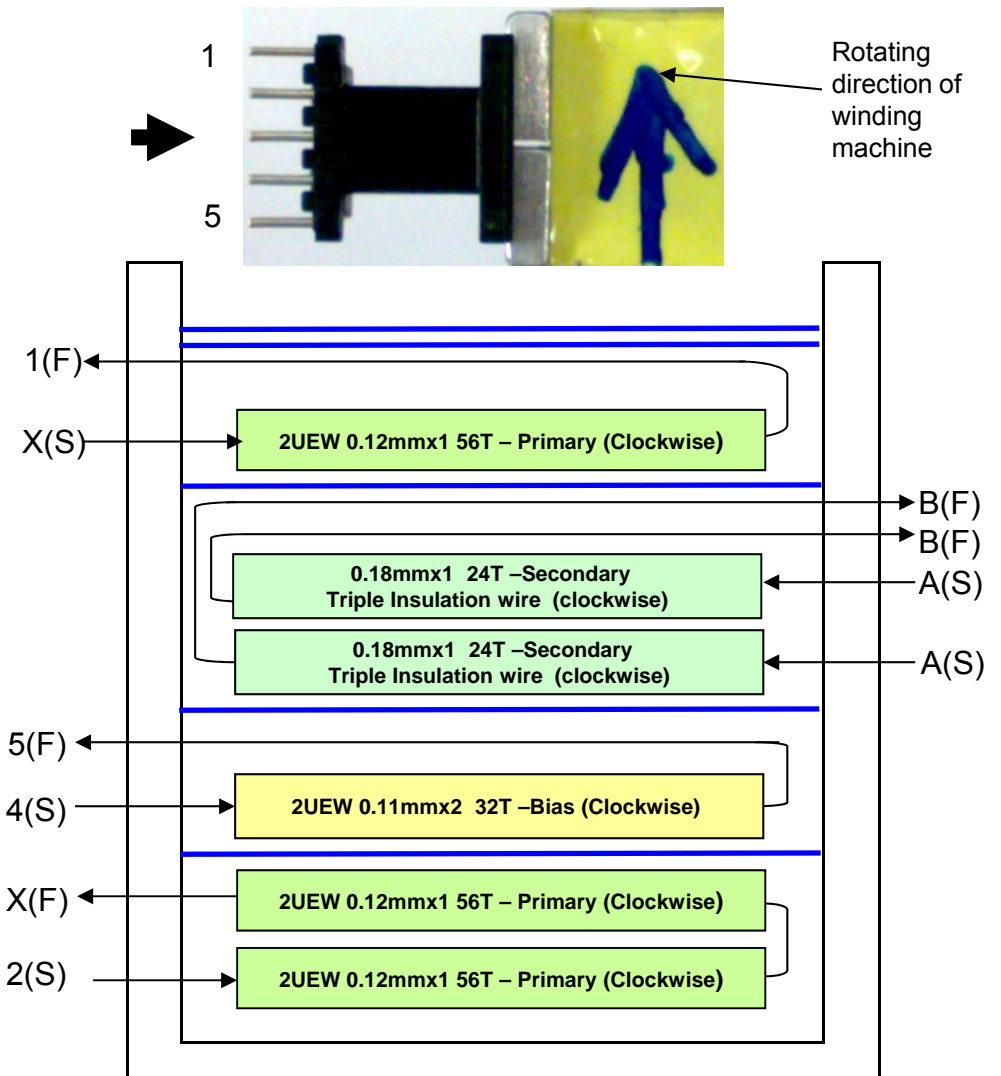 1
5
Rotating
direction of
winding
machine
1(F)
X(S)
2UEW 0.12mmx1 56T – Primary (Clockwise)
B(F)
B(F)
0.18mmx1 24T –Secondary
Triple Insulation wire (clockwise)
A(S)
0.18mmx1 24T –Secondary
Triple Insulation wire (clockwise)
A(S)
5(F)
4(S)
2UEW 0.11mmx2 32T –Bias (Clockwise)
X(F)
2UEW 0.12mmx1 56T – Primary (Clockwise)
2(S)
2UEW 0.12mmx1 56T – Primary (Clockwise)